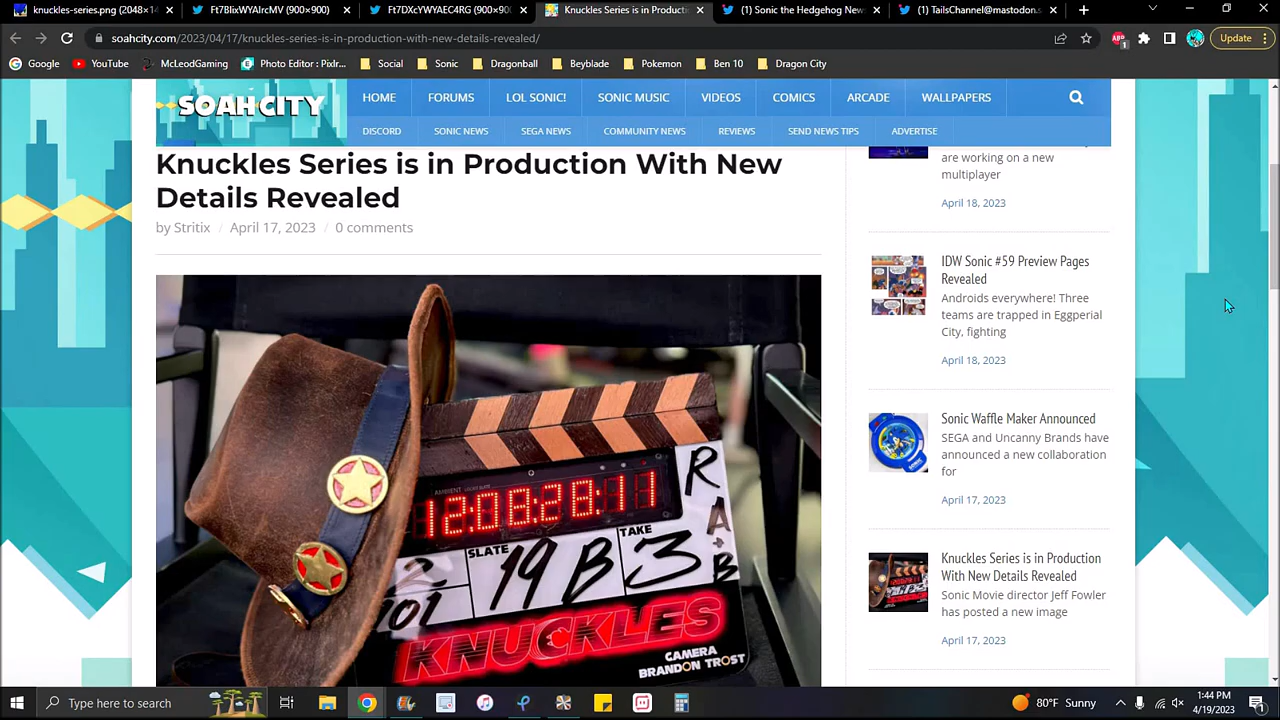 knuckles-series.png (2048×1
Ft7BlixWYAIrcMV (900×900)
Ft7DXcYWYAEC4RG (900×900
Knuckles Series is in Producti
(1) Sonic the Hedgehog News
(1) TailsChannel@mastodon.s
soahcity.com/2023/04/17/knuckles-series-is-in-production-with-new-details-revealed/
1
Update
Google
YouTube
McLeodGaming
Photo Editor : Pixlr...
Social
Sonic
Dragonball
Beyblade
Pokemon
Ben 10
Dragon City
SOAH CITY
HOME
FORUMS
LOL SONIC!
SONIC MUSIC
VIDEOS
COMICS
ARCADE
WALLPAPERS
DISCORD
SONIC NEWS
SEGA NEWS
COMMUNITY NEWS
REVIEWS
SEND NEWS TIPS
ADVERTISE
Knuckles Series is in Production With New
Details Revealed
by Stritix / April 17, 2023 / 0 comments
12:08:28:11
SLATE
TAKE
R
A
+
B
19 B
3
KNUCKLES
CAMERA
BRANDON TROST
are working on a new
multiplayer
April 18, 2023
IDW Sonic #59 Preview Pages
Revealed
Androids everywhere! Three
teams are trapped in Eggperial
City, fighting
April 18, 2023
Sonic Waffle Maker Announced
SEGA and Uncanny Brands have
announced a new collaboration
for
April 17, 2023
Knuckles Series is in Production
With New Details Revealed
Sonic Movie director Jeff Fowler
has posted a new image
April 17, 2023
Type here to search
80°F Sunny
1:44 PM
4/19/2023